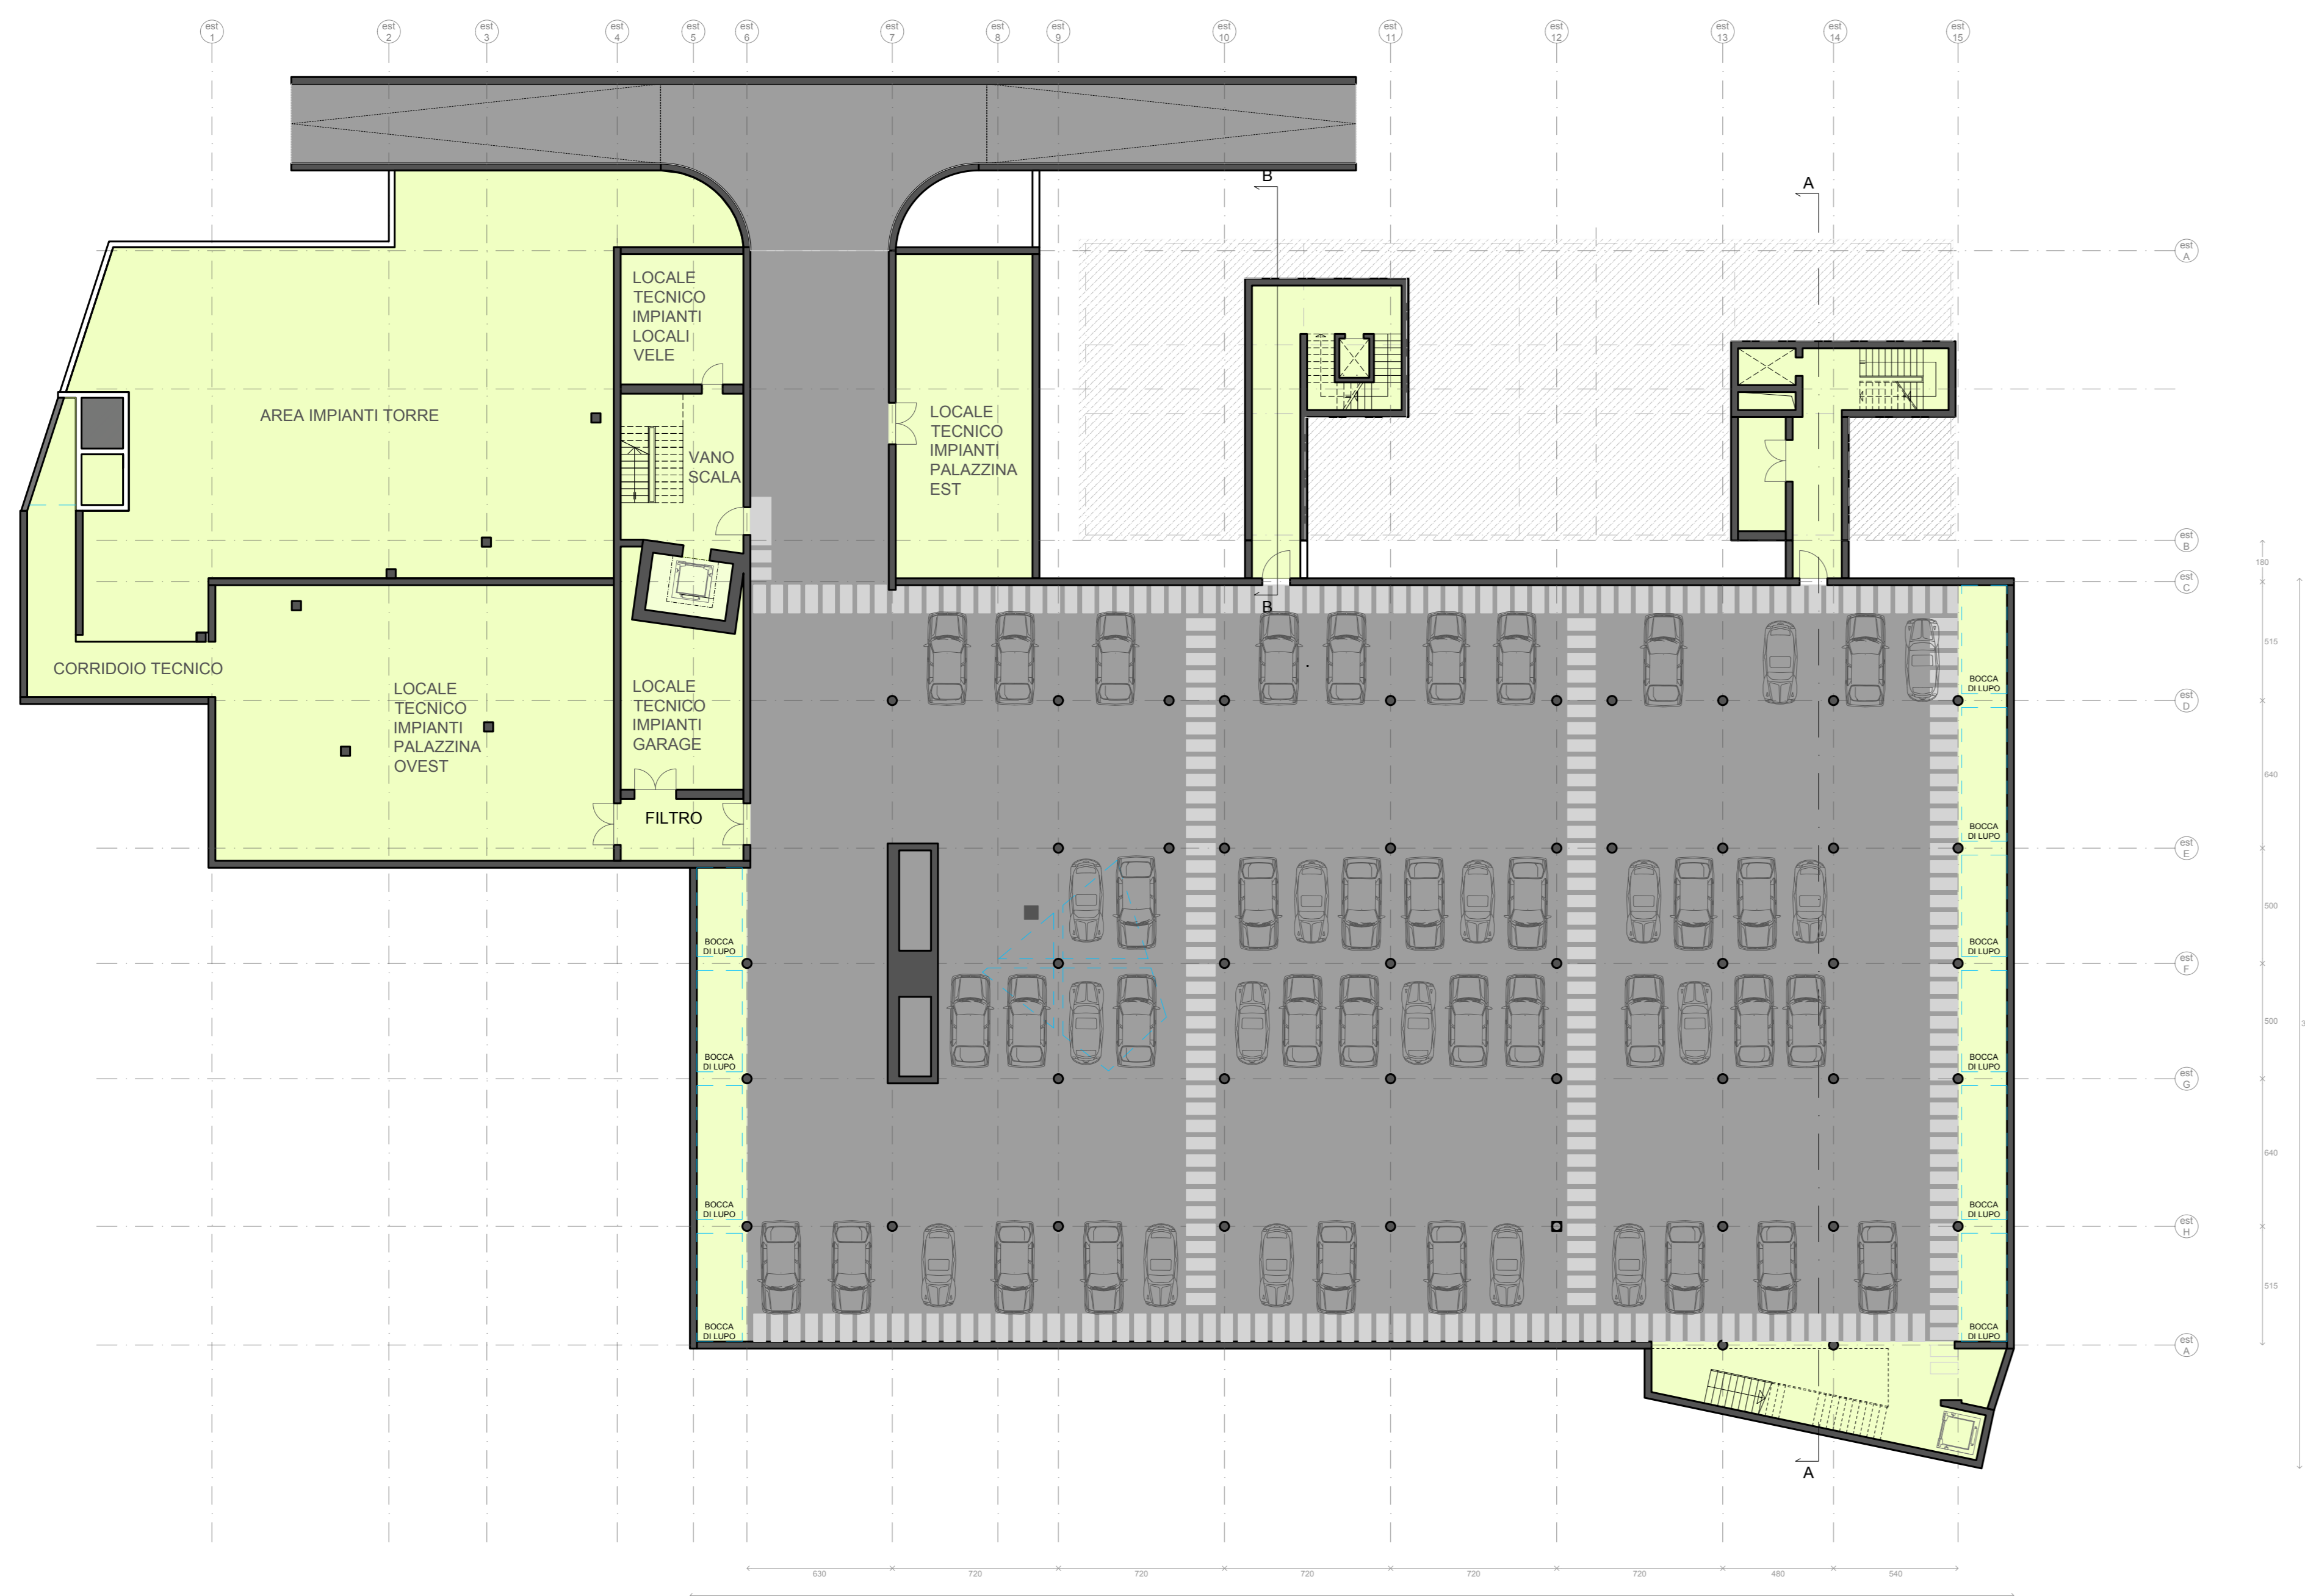 est est est est est est est est est est est est est est est
1 2 3 4 5 6 7 8 9 10 11 12 13 14 15
B
A
est
A
LOCALE
TECNICO
IMPIANTI
LOCALI
VELE
AREA IMPIANTI TORRE
LOCALE
TECNICO
IMPIANTI
PALAZZINA
EST
VANO
SCALA
est
B
180
est
C
B
515
CORRIDOIO TECNICO
LOCALE
TECNICO
IMPIANTI
PALAZZINA
OVEST
LOCALE
TECNICO
IMPIANTI
GARAGE
BOCCA
DI LUPO
est
D
640
FILTRO
BOCCA
DI LUPO
est
E
500
BOCCA
DI LUPO
BOCCA
DI LUPO
est
F
500
BOCCA
DI LUPO
BOCCA
DI LUPO
est
G
640
BOCCA
DI LUPO
BOCCA
DI LUPO
est
H
515
BOCCA
DI LUPO
BOCCA
DI LUPO
est
A
A
630 720 720 720 720 720 480 540